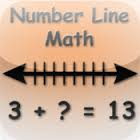 Number Line
Math
3 + ? = 13